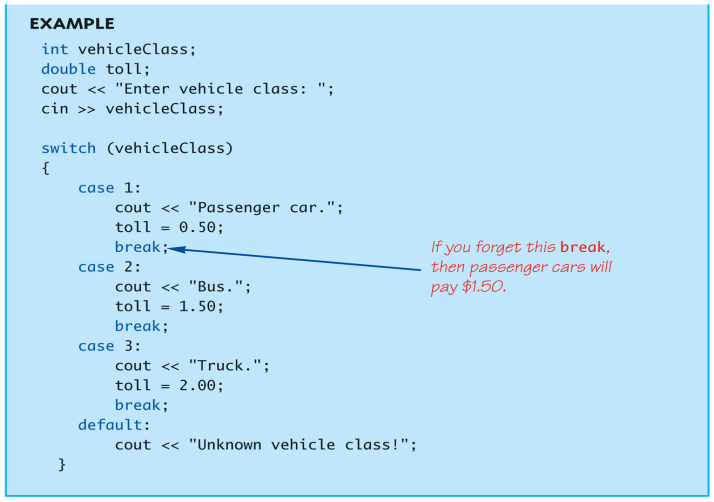 EXAMPLE
int vehicleClass;
double toll;
cout << "Enter vehicle class: ";
cin >> vehicleClass;
switch (vehicleClass)
{
case 1:
cout << "Passenger car.";
toll = 0.50;
break;
If you forget this break,
then passenger cars will
pay $1.50.
case 2:
cout << "Bus.";
toll = 1.50;
break;
case 3:
cout << "Truck.";
toll = 2.00;
break;
default:
cout << "Unknown vehicle class!";
}